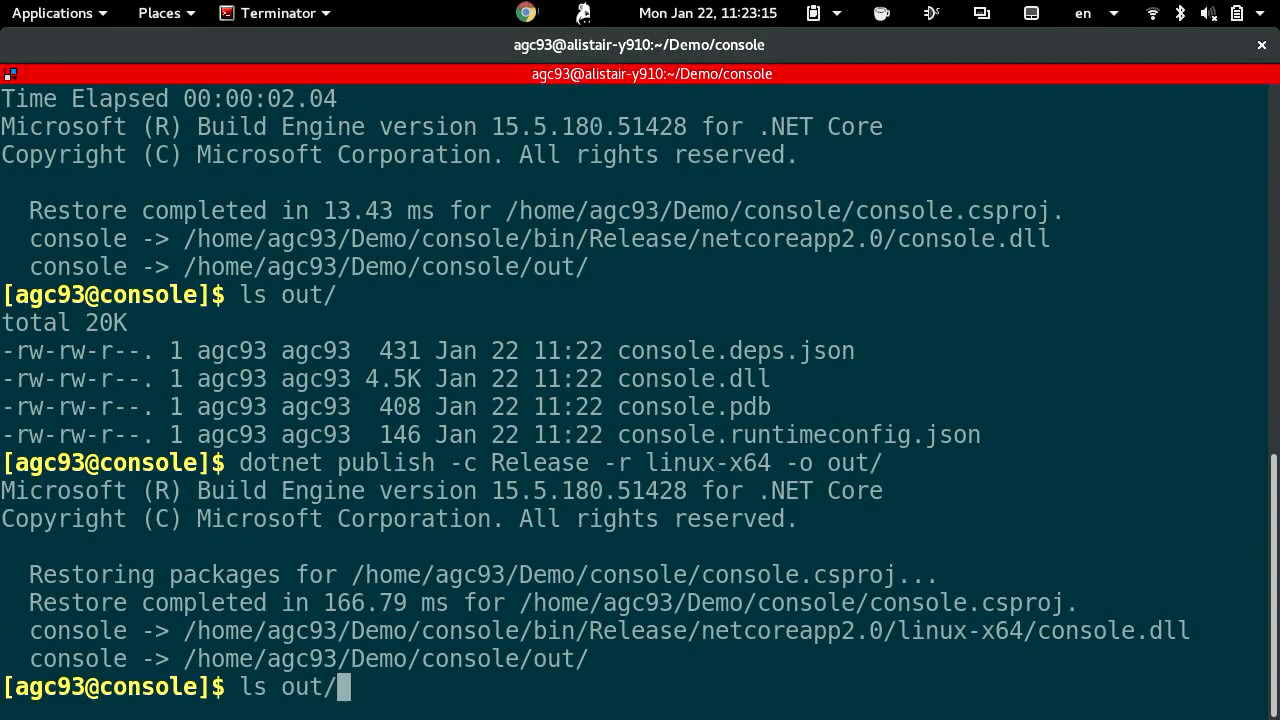 Applications Places Terminator Mon Jan 22, 11:23:15 en
agc93@alistair-y910:~/Demo/console ×
agc93@alistair-y910:~/Demo/console
Time Elapsed 00:00:02.04
Microsoft (R) Build Engine version 15.5.180.51428 for .NET Core
Copyright (C) Microsoft Corporation. All rights reserved.
Restore completed in 13.43 ms for /home/agc93/Demo/console/console.csproj.
console -> /home/agc93/Demo/console/bin/Release/netcoreapp2.0/console.dll
console -> /home/agc93/Demo/console/out/
[agc93@console]$ ls out/
total 20K
-rw-rw-r--. 1 agc93 agc93  431 Jan 22 11:22 console.deps.json
-rw-rw-r--. 1 agc93 agc93 4.5K Jan 22 11:22 console.dll
-rw-rw-r--. 1 agc93 agc93  408 Jan 22 11:22 console.pdb
-rw-rw-r--. 1 agc93 agc93  146 Jan 22 11:22 console.runtimeconfig.json
[agc93@console]$ dotnet publish -c Release -r linux-x64 -o out/
Microsoft (R) Build Engine version 15.5.180.51428 for .NET Core
Copyright (C) Microsoft Corporation. All rights reserved.
Restoring packages for /home/agc93/Demo/console/console.csproj...
Restore completed in 166.79 ms for /home/agc93/Demo/console/console.csproj.
console -> /home/agc93/Demo/console/bin/Release/netcoreapp2.0/linux-x64/console.dll
console -> /home/agc93/Demo/console/out/
[agc93@console]$ ls out/